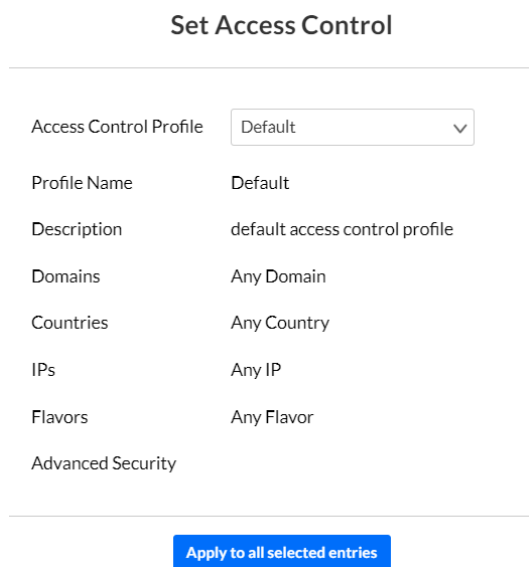 Set Access Control
Access Control Profile Default
Profile Name Default
Description default access control profile
Domains Any Domain
Countries Any Country
IPs Any IP
Flavors Any Flavor
Advanced Security
Apply to all selected entries